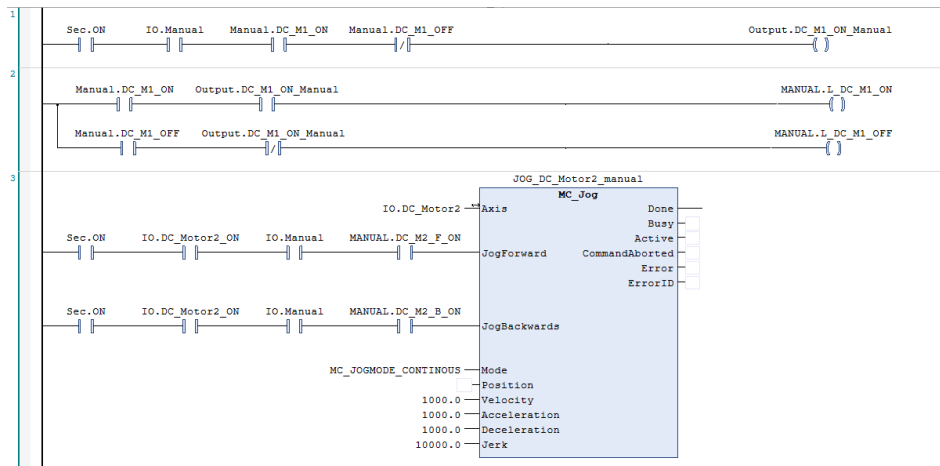 1
Sec.ON IO.Manual Manual.DC_M1_ON Manual.DC_M1_OFF Output.DC_M1_ON_Manual
2
Manual.DC_M1_ON Output.DC_M1_ON_Manual MANUAL.L_DC_M1_ON
Manual.DC_M1_OFF Output.DC_M1_ON_Manual MANUAL.L_DC_M1_OFF
3
JOG_DC_Motor2_manual
MC_Jog
IO.DC_Motor2 Axis Done
Busy
Active
Sec.ON IO.DC_Motor2_ON IO.Manual MANUAL.DC_M2_F_ON JogForward CommandAborted
Error
ErrorID
Sec.ON IO.DC_Motor2_ON IO.Manual MANUAL.DC_M2_B_ON JogBackwards
MC_JOGMODE_CONTINOUS Mode
Position
1000.0 Velocity
1000.0 Acceleration
1000.0 Deceleration
10000.0 Jerk